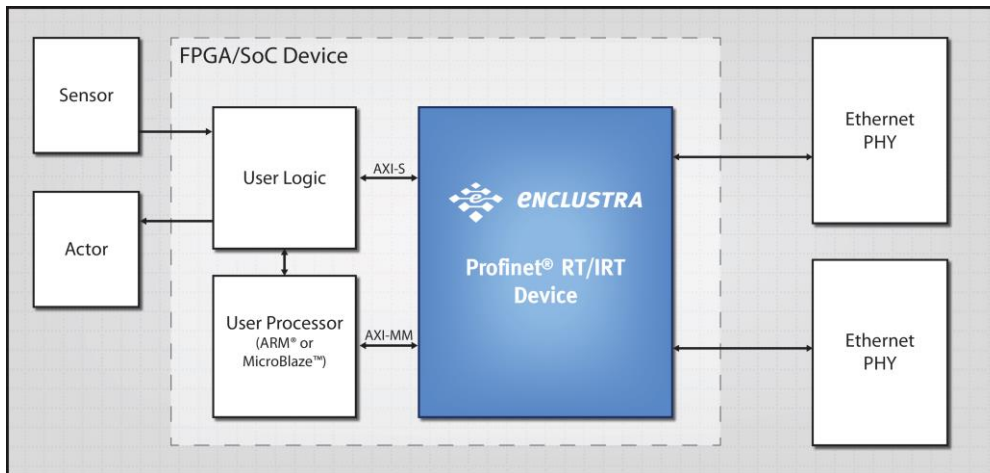 FPGA/SoC Device
Sensor
Actor
User Logic
User Processor
(ARM® or
MicroBlaze™)
AXI-S
AXI-MM
e
ENCLUSTRA
Profinet® RT/IRT
Device
Ethernet
PHY
Ethernet
PHY